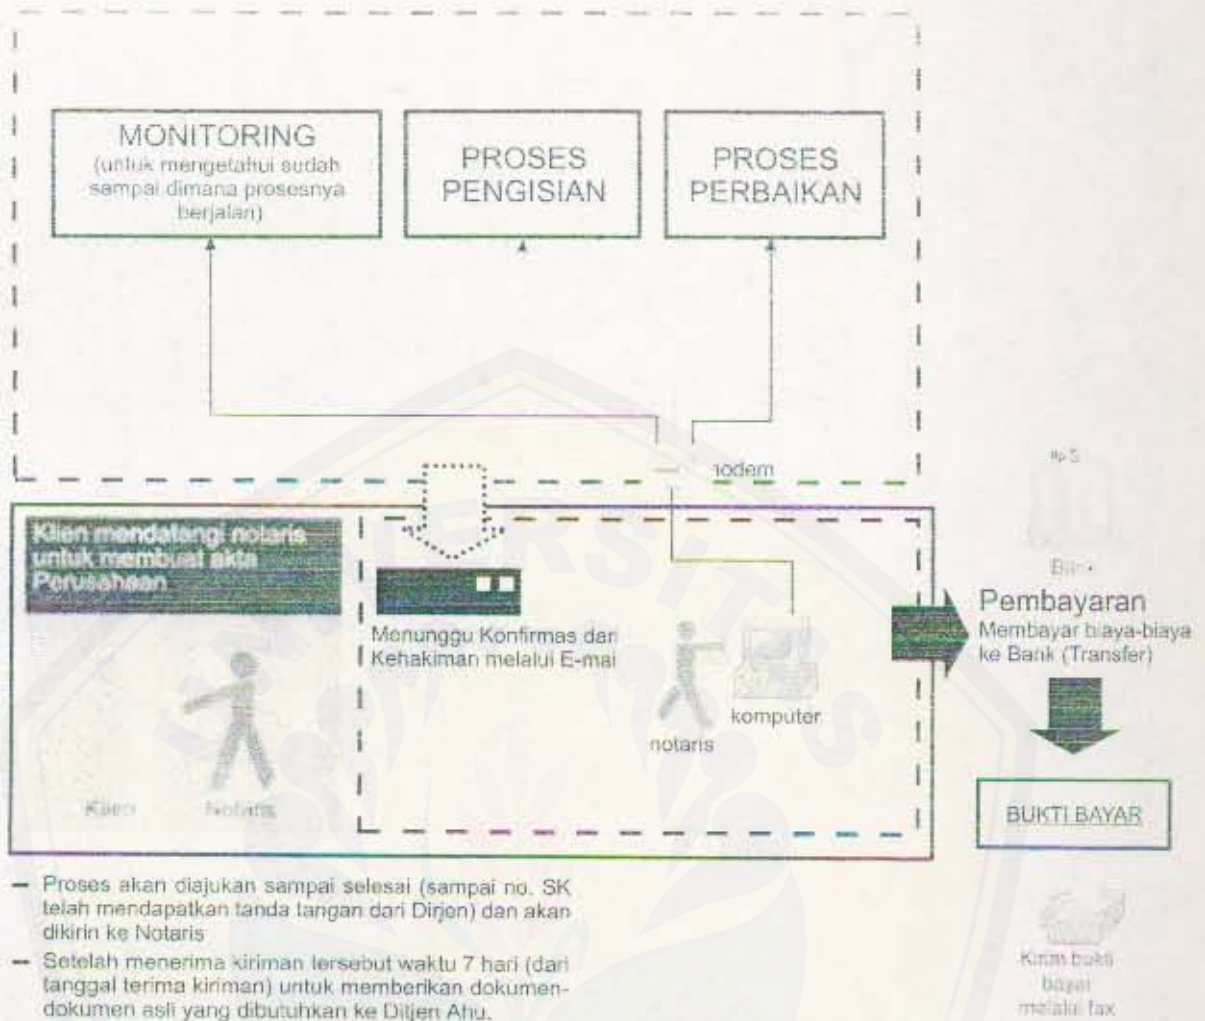 MONITORING
(untuk mengetahui sudah
sampai dimana prosesnya
berjalan)
PROSES
PENGISIAN
PROSES
PERBAIKAN
odem
Rp $
Bank
Klien mendatangi notaris
untuk membuat akta
Perusahaan
Menunggu Konfirmas dari
Kehakiman melalui E-mai
Klien
Notaris
notaris
komputer
Pembayaran
Membayar biaya-biaya
ke Bank (Transfer)
BUKTI BAYAR
Kirim bukti
bayar
melalui fax
– Proses akan diajukan sampai selesai (sampai no. SK
telah mendapatkan tanda tangan dari Dirjen) dan akan
dikirin ke Notaris
– Setelah menerima kiriman tersebut waktu 7 hari (dari
tanggal terima kiriman) untuk memberikan dokumen-
dokumen asli yang dibutuhkan ke Ditjen Ahu.
UNIVERSITAS